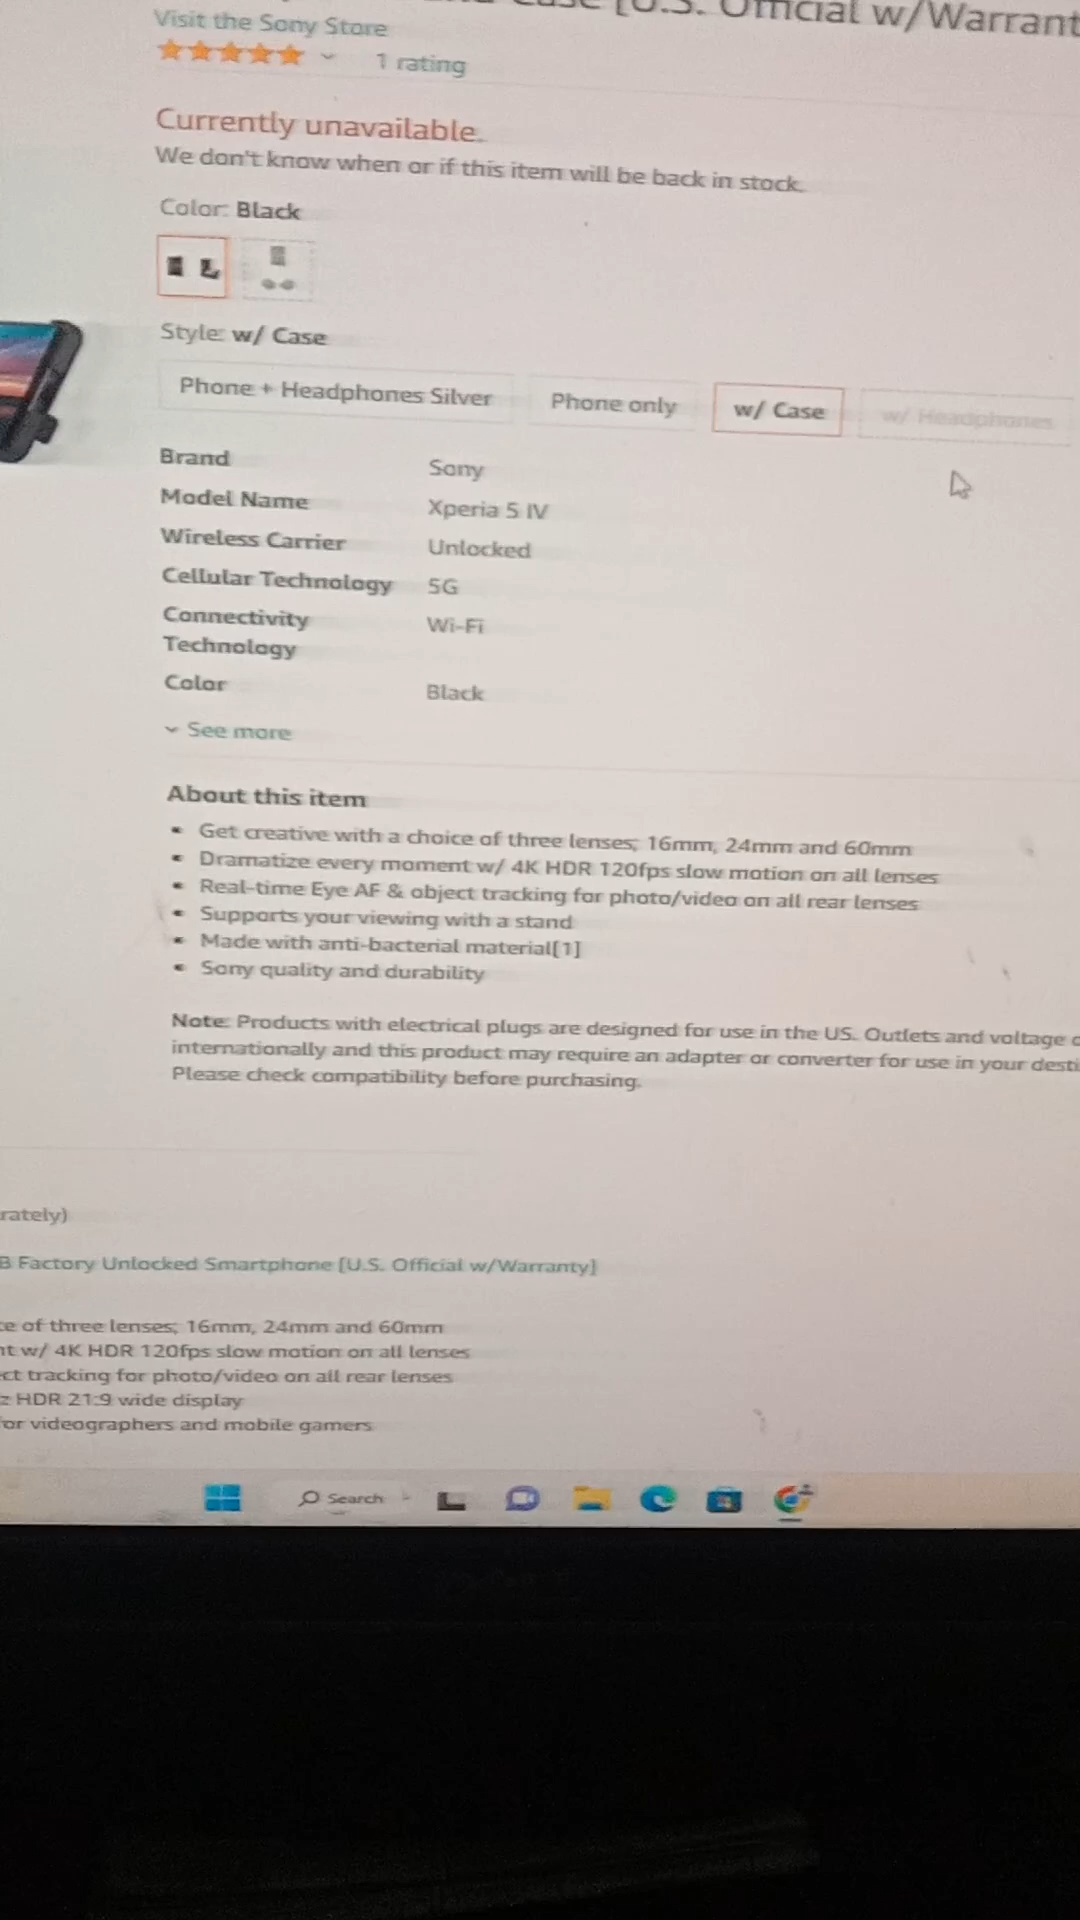 [U.S. Official w/Warrant
Visit the Sony Store
1 rating
Currently unavailable.
We don't know when or if this item will be back in stock.
Color: Black
Style: w/ Case
Phone + Headphones Silver
Phone only
w/ Case
w/ Headphones
Brand Sony
Model Name Xperia 5 IV
Wireless Carrier Unlocked
Cellular Technology 5G
Connectivity Wi-Fi
Technology
Color Black
See more
About this item
Get creative with a choice of three lenses; 16mm, 24mm and 60mm
Dramatize every moment w/ 4K HDR 120fps slow motion on all lenses
Real-time Eye AF & object tracking for photo/video on all rear lenses
Supports your viewing with a stand
Made with anti-bacterial material[1]
Sony quality and durability
Note: Products with electrical plugs are designed for use in the US. Outlets and voltage
internationally and this product may require an adapter or converter for use in your desti
Please check compatibility before purchasing.
rately)
B Factory Unlocked Smartphone [U.S. Official w/Warranty]
ce of three lenses; 16mm, 24mm and 60mm
nt w/ 4K HDR 120fps slow motion on all lenses
ect tracking for photo/video on all rear lenses
z HDR 21:9 wide display
for videographers and mobile gamers
Search